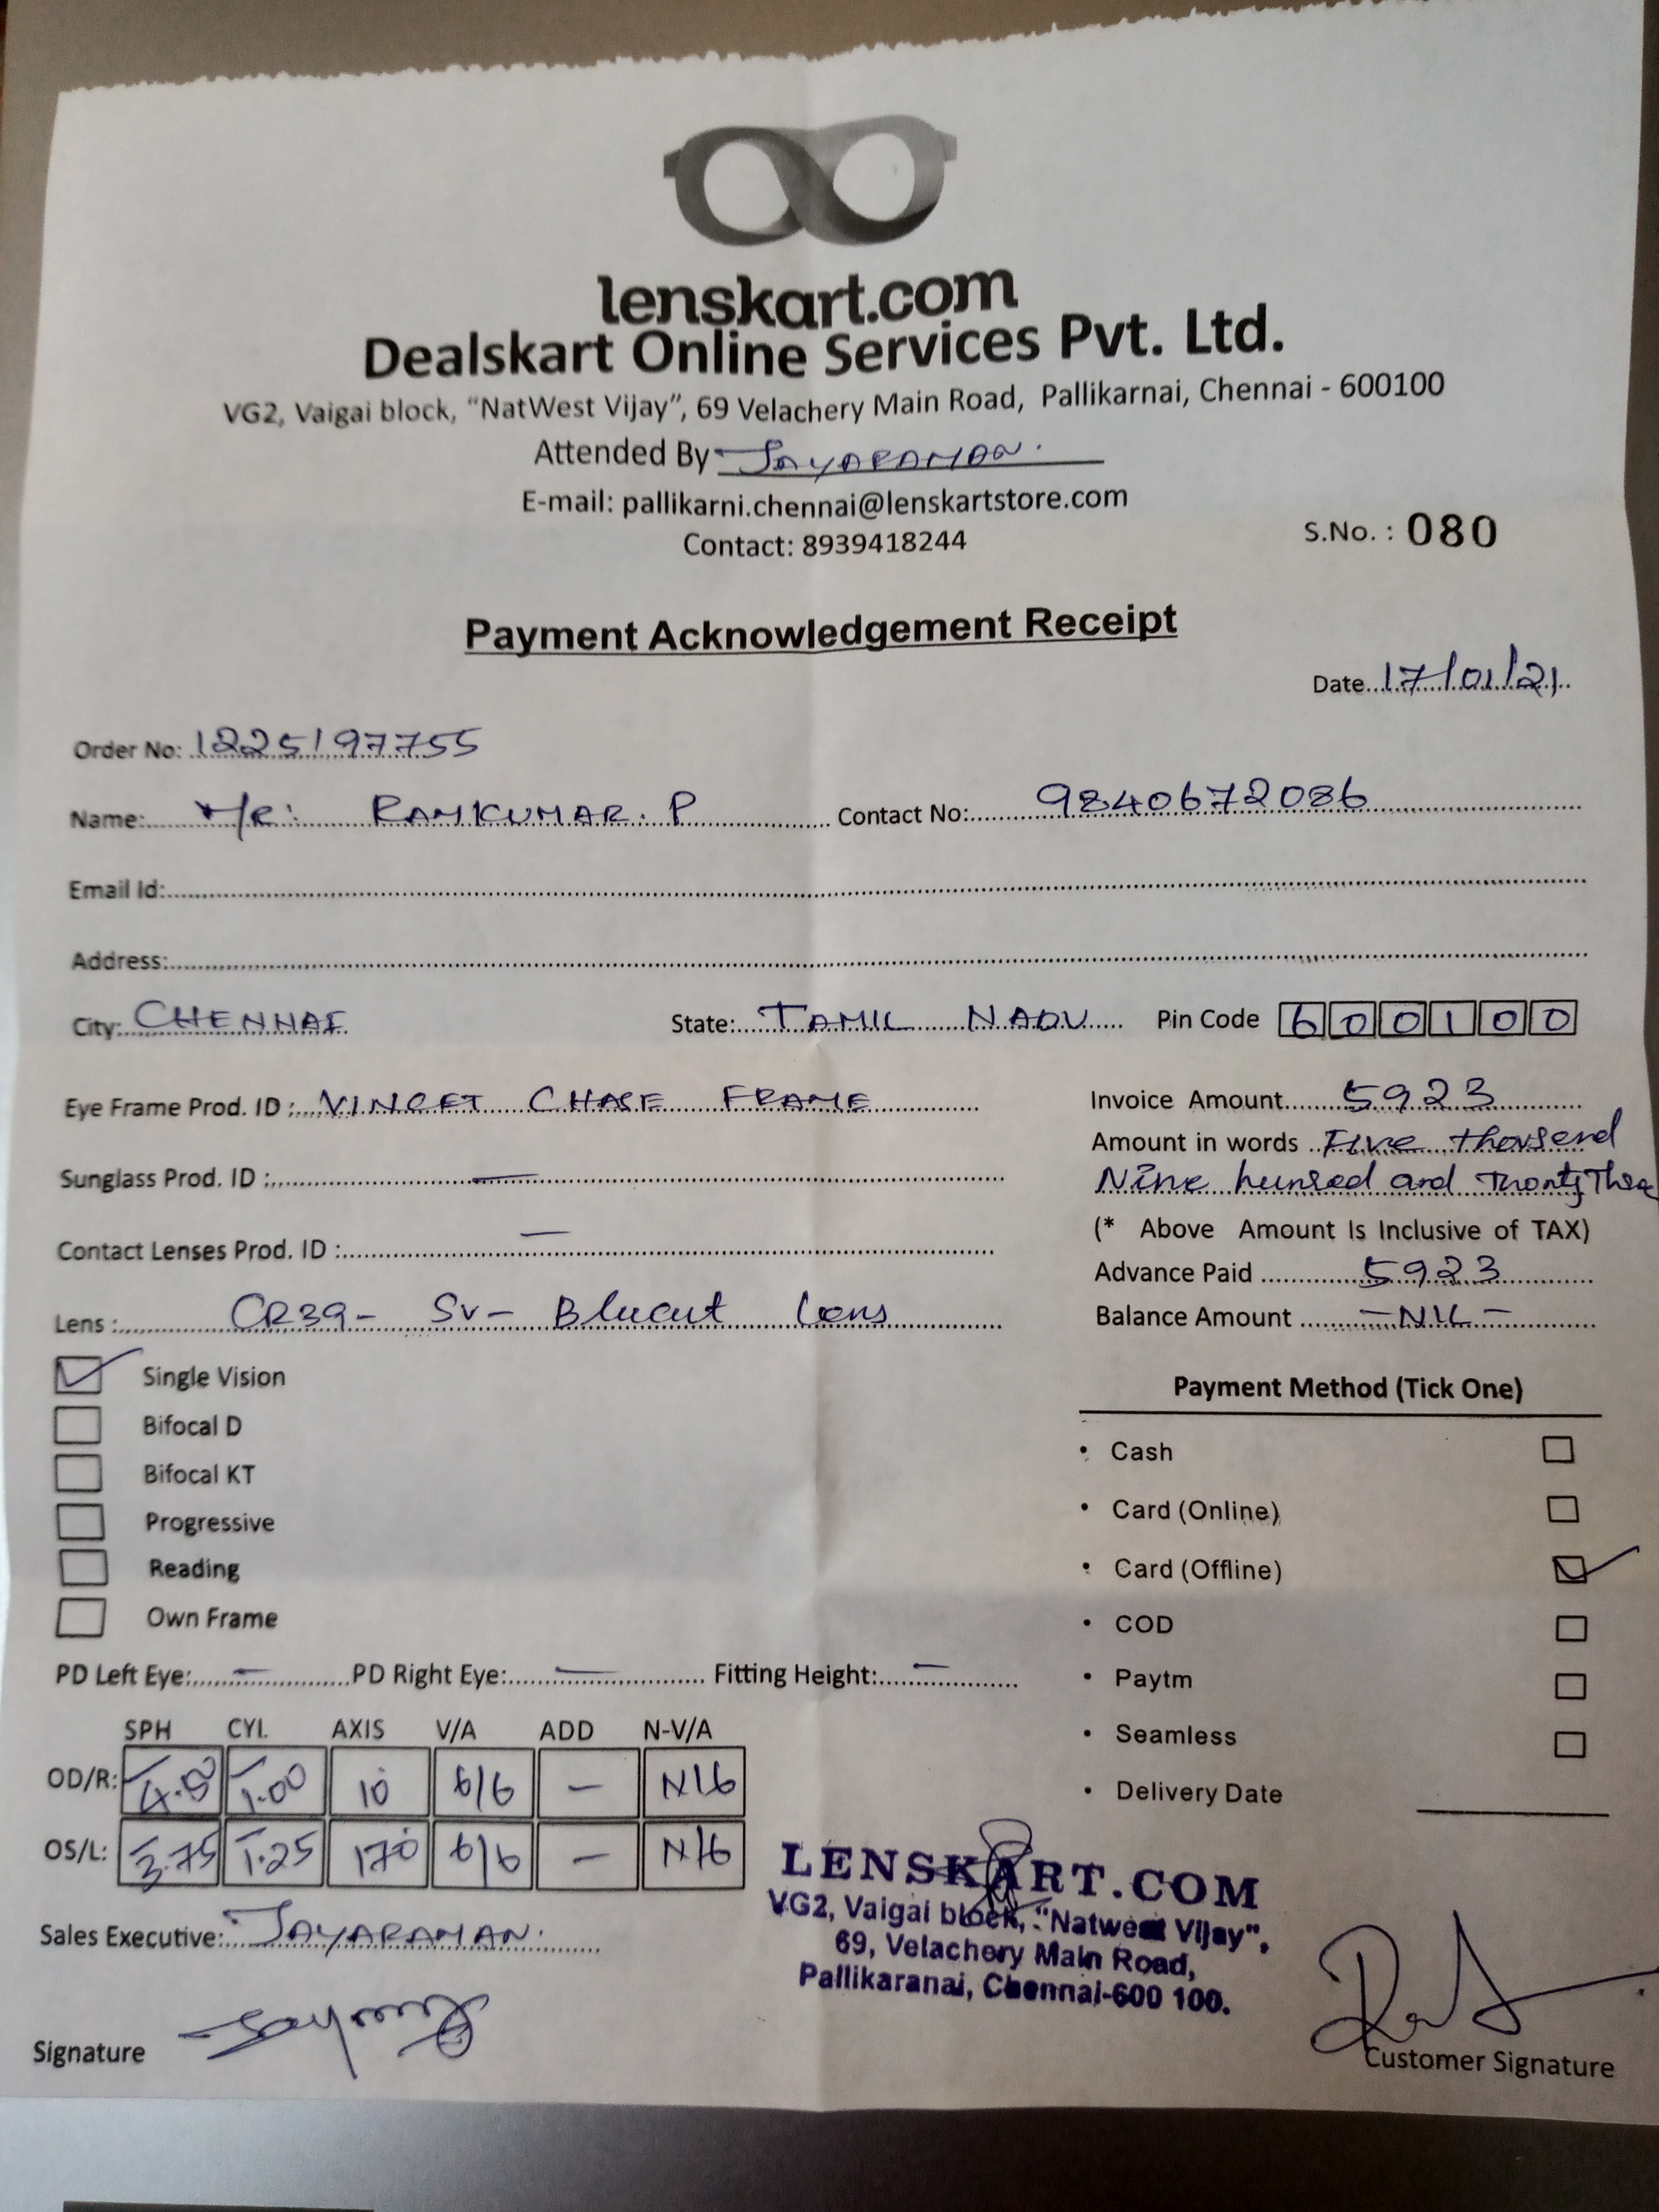 lenskart.com
Dealskart Online Services Pvt. Ltd.
VG2, Vaigai block, "NatWest Vijay", 69 Velachery Main Road, Pallikarnai, Chennai - 600100
Attended By JAYARAMAN.
E-mail: pallikarni.chennai@lenskartstore.com
Contact: 8939418244
S.No. : 080
Payment Acknowledgement Receipt
Date 17/01/21
Order No: 1225197755
Name: Mr: RAMKUMAR. P Contact No: 9840672086
Email Id:
Address:
City: CHENNAI State: TAMIL NADU Pin Code 600100
Eye Frame Prod. ID : VINCET CHASE FRAME
Invoice Amount 5923
Amount in words Five thousend
Nine hunred and Twonty Three
Sunglass Prod. ID : —
(* Above Amount Is Inclusive of TAX)
Contact Lenses Prod. ID : —
Advance Paid 5923
Lens : CR39- SV- Blucut Lens
Balance Amount -NIL-
Single Vision
Bifocal D
Bifocal KT
Progressive
Reading
Own Frame
Payment Method (Tick One)
• Cash
• Card (Online)
• Card (Offline)
• COD
• Paytm
• Seamless
• Delivery Date
PD Left Eye: — PD Right Eye: — Fitting Height: —
SPH CYL AXIS V/A ADD N-V/A
OD/R: -1.00 10 6/6 — N/6
OS/L: -3.75 -1.25 170 6/6 — N/6
Sales Executive: JAYARAMAN.
LENSKART.COM
VG2, Vaigai block, "Natwest Vijay",
69, Velachery Main Road,
Pallikaranai, Chennai-600 100.
Signature
Customer Signature